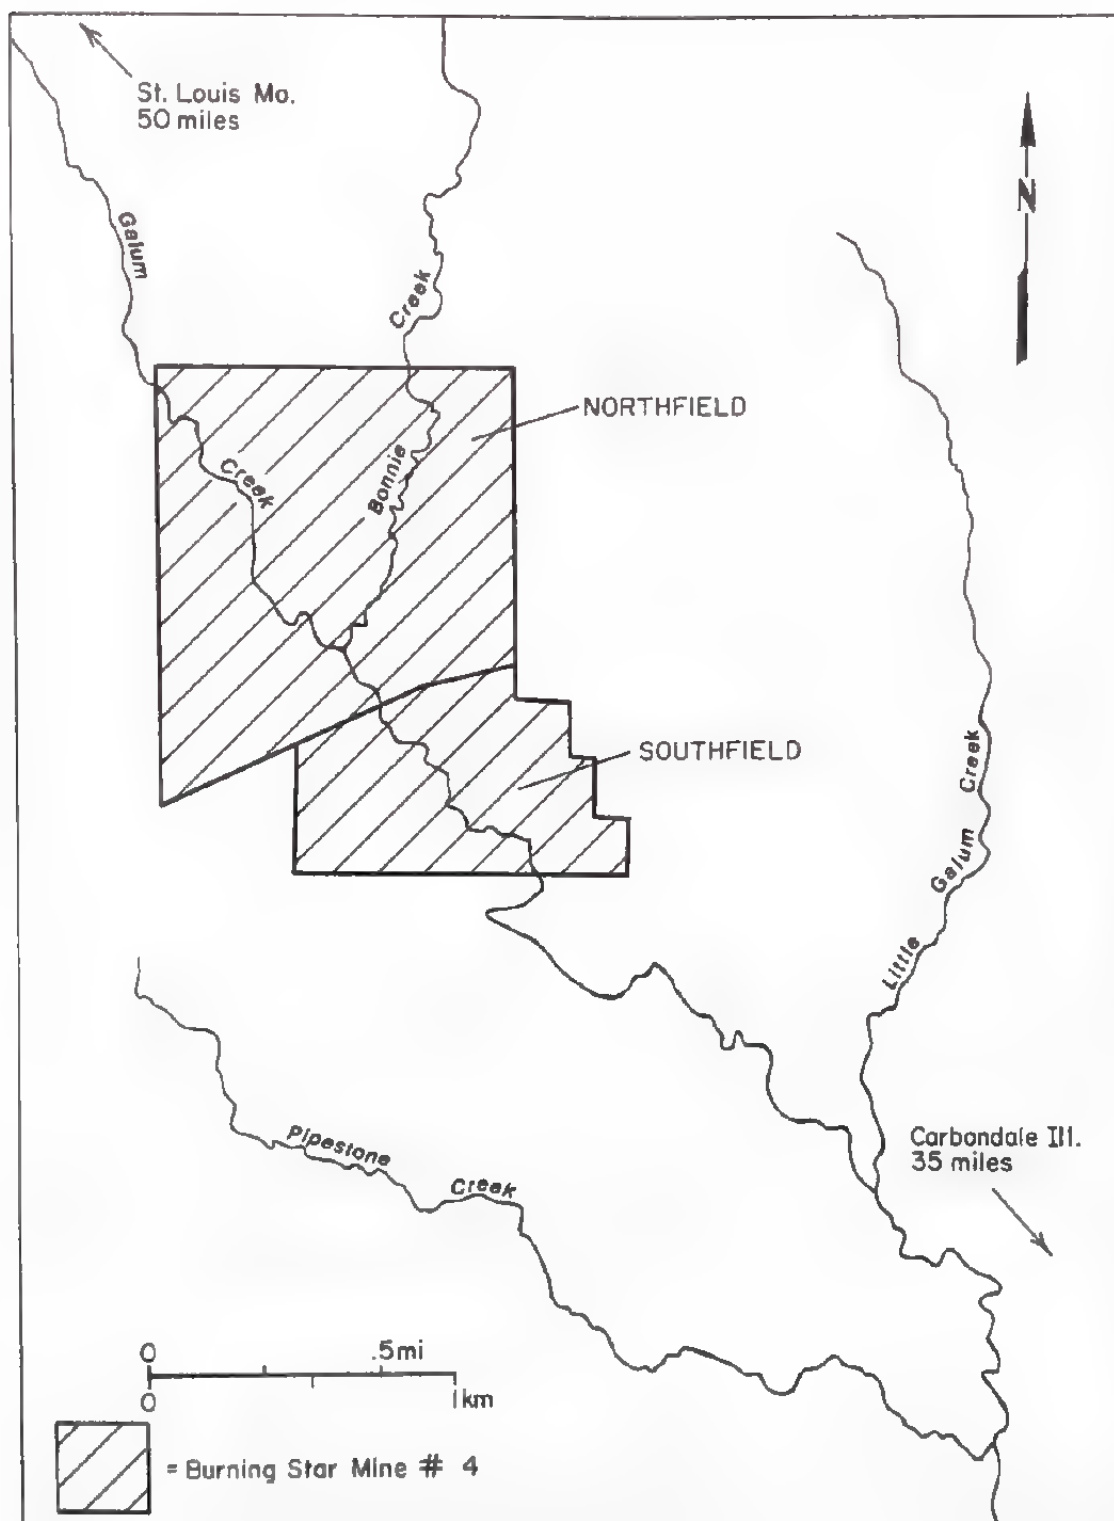 St. Louis Mo.
50 miles
Galum
Creek
N
NORTHFIELD
Bonnie
Creek
SOUTHFIELD
Creek
Galum
Little
Carbondale Ill.
35 miles
Pipestone
Creek
0 .5mi
0 1km
= Burning Star Mine # 4